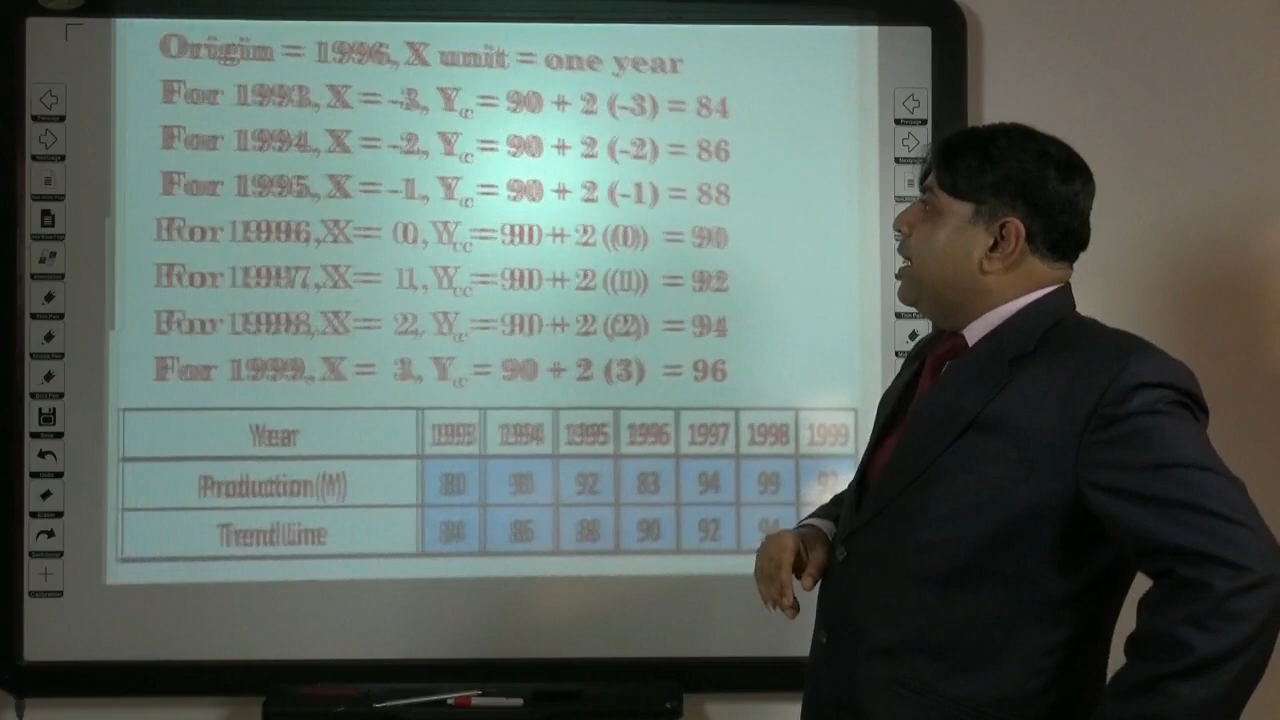 Origin = 1996, X unit = one year
For 1993, X = -3, Yc = 90 + 2 (-3) = 84
For 1994, X = -2, Yc = 90 + 2 (-2) = 86
For 1995, X = -1, Yc = 90 + 2 (-1) = 88
For 1996, X = 0, Yc = 90 + 2 (0) = 90
For 1997, X = 1, Yc = 90 + 2 (1) = 92
For 1998, X = 2, Yc = 90 + 2 (2) = 94
For 1999, X = 3, Yc = 90 + 2 (3) = 96
Year 1993 1994 1995 1996 1997 1998 1999
Production (M) 80 90 92 83 94 99 92
Trend Line 84 86 88 90 92 94